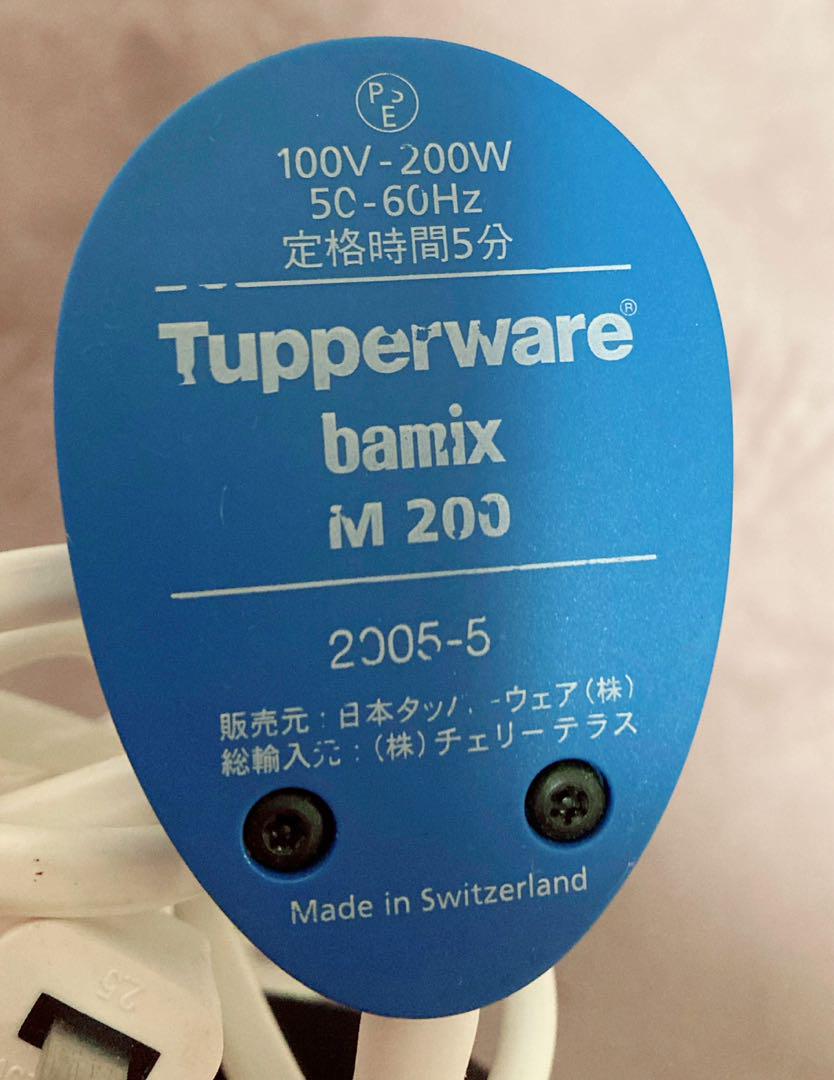 PSE
100V-200W
50-60Hz
定格時間5分
Tupperware®
bamix
M 200
2005-5
販売元:日本タッパーウェア(株)
総輸入元:(株)チェリーテラス
Made in Switzerland
2.5